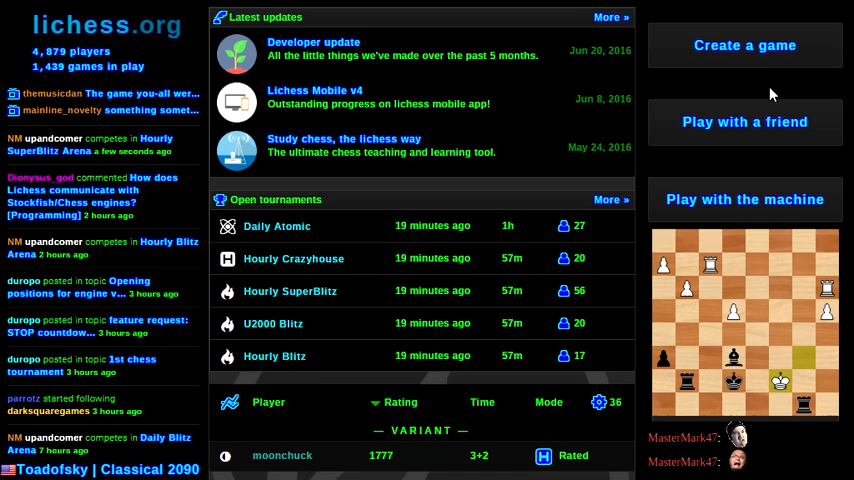 lichess.org
4,879 players
1,439 games in play
themusicdan The game you-all wer...
mainline_novelty something somet...
NM upandcomer competes in Hourly
SuperBlitz Arena a few seconds ago
Dionysus_god commented How does
Lichess communicate with
Stockfish/Chess engines?
[Programming] 2 hours ago
NM upandcomer competes in Hourly Blitz
Arena 2 hours ago
duropo posted in topic Opening
positions for engine v... 3 hours ago
duropo posted in topic feature request:
STOP countdow... 3 hours ago
duropo posted in topic 1st chess
tournament 3 hours ago
parrotz started following
darksquaregames 3 hours ago
NM upandcomer competes in Daily Blitz
Arena 7 hours ago
Toadofsky | Classical 2090
Latest updates More »
Developer update
All the little things we've made over the past 5 months. Jun 20, 2016
Lichess Mobile v4
Outstanding progress on lichess mobile app! Jun 8, 2016
Study chess, the lichess way
The ultimate chess teaching and learning tool. May 24, 2016
Open tournaments More »
Daily Atomic 19 minutes ago 1h 27
Hourly Crazyhouse 19 minutes ago 57m 20
Hourly SuperBlitz 19 minutes ago 57m 56
U2000 Blitz 19 minutes ago 57m 20
Hourly Blitz 19 minutes ago 57m 17
Player Rating Time Mode 36
— VARIANT —
moonchuck 1777 3+2 Rated
Create a game
Play with a friend
Play with the machine
MasterMark47:
MasterMark47: